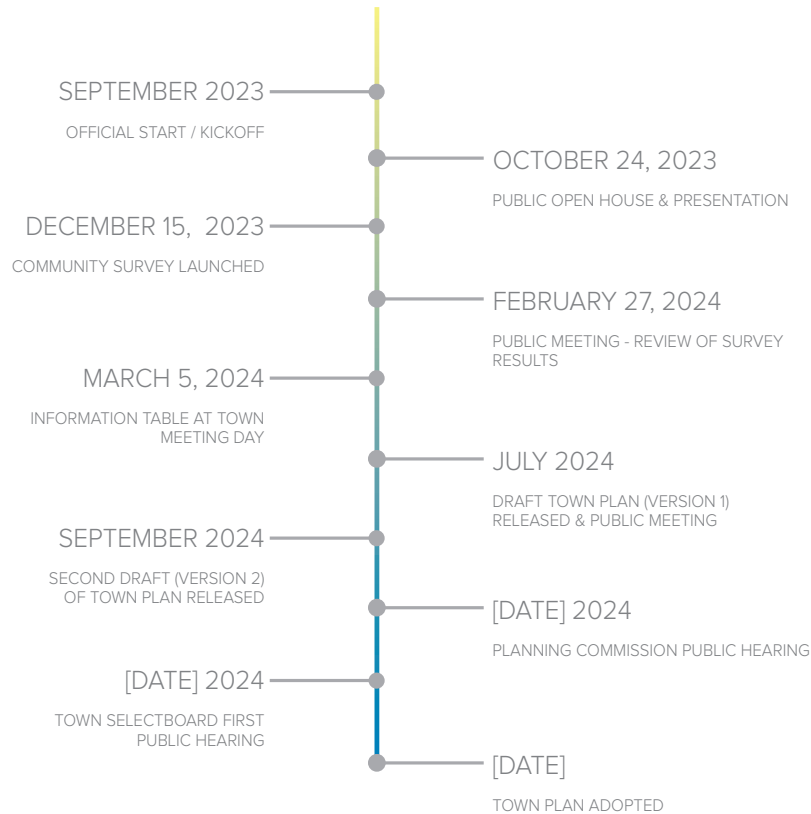 SEPTEMBER 2023
OFFICIAL START / KICKOFF
OCTOBER 24, 2023
PUBLIC OPEN HOUSE & PRESENTATION
DECEMBER 15, 2023
COMMUNITY SURVEY LAUNCHED
FEBRUARY 27, 2024
PUBLIC MEETING - REVIEW OF SURVEY
RESULTS
MARCH 5, 2024
INFORMATION TABLE AT TOWN
MEETING DAY
JULY 2024
DRAFT TOWN PLAN (VERSION 1)
RELEASED & PUBLIC MEETING
SEPTEMBER 2024
SECOND DRAFT (VERSION 2)
OF TOWN PLAN RELEASED
[DATE] 2024
PLANNING COMMISSION PUBLIC HEARING
[DATE] 2024
TOWN SELECTBOARD FIRST
PUBLIC HEARING
[DATE]
TOWN PLAN ADOPTED